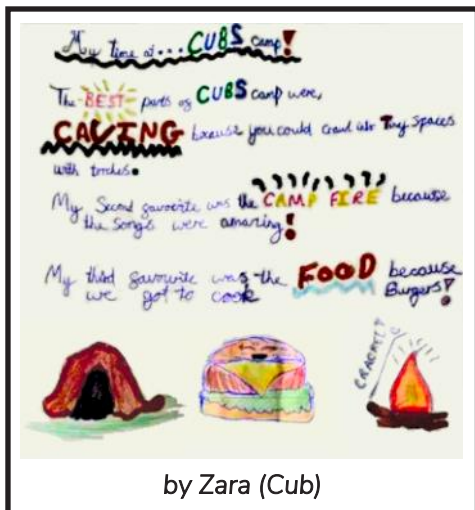 My time at... CUBS camp!
The BEST parts of CUBS camp were,
CAVING because you could crawl into Tiny spaces
with torches.
My Second favourite was the CAMP FIRE because
the songs were amazing!
My third favourite was the FOOD because
we got to cook Burgers!
CRACKLE!
by Zara (Cub)